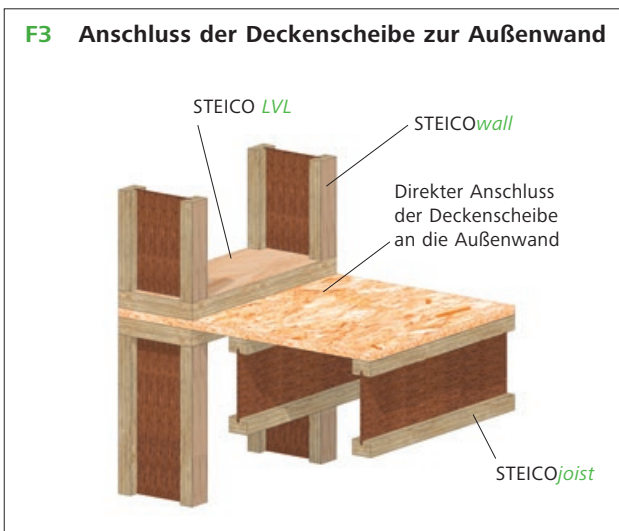 F3 Anschluss der Deckenscheibe zur Außenwand
STEICO LVL
STEICOwall
Direkter Anschluss
der Deckenscheibe
an die Außenwand
STEICOjoist